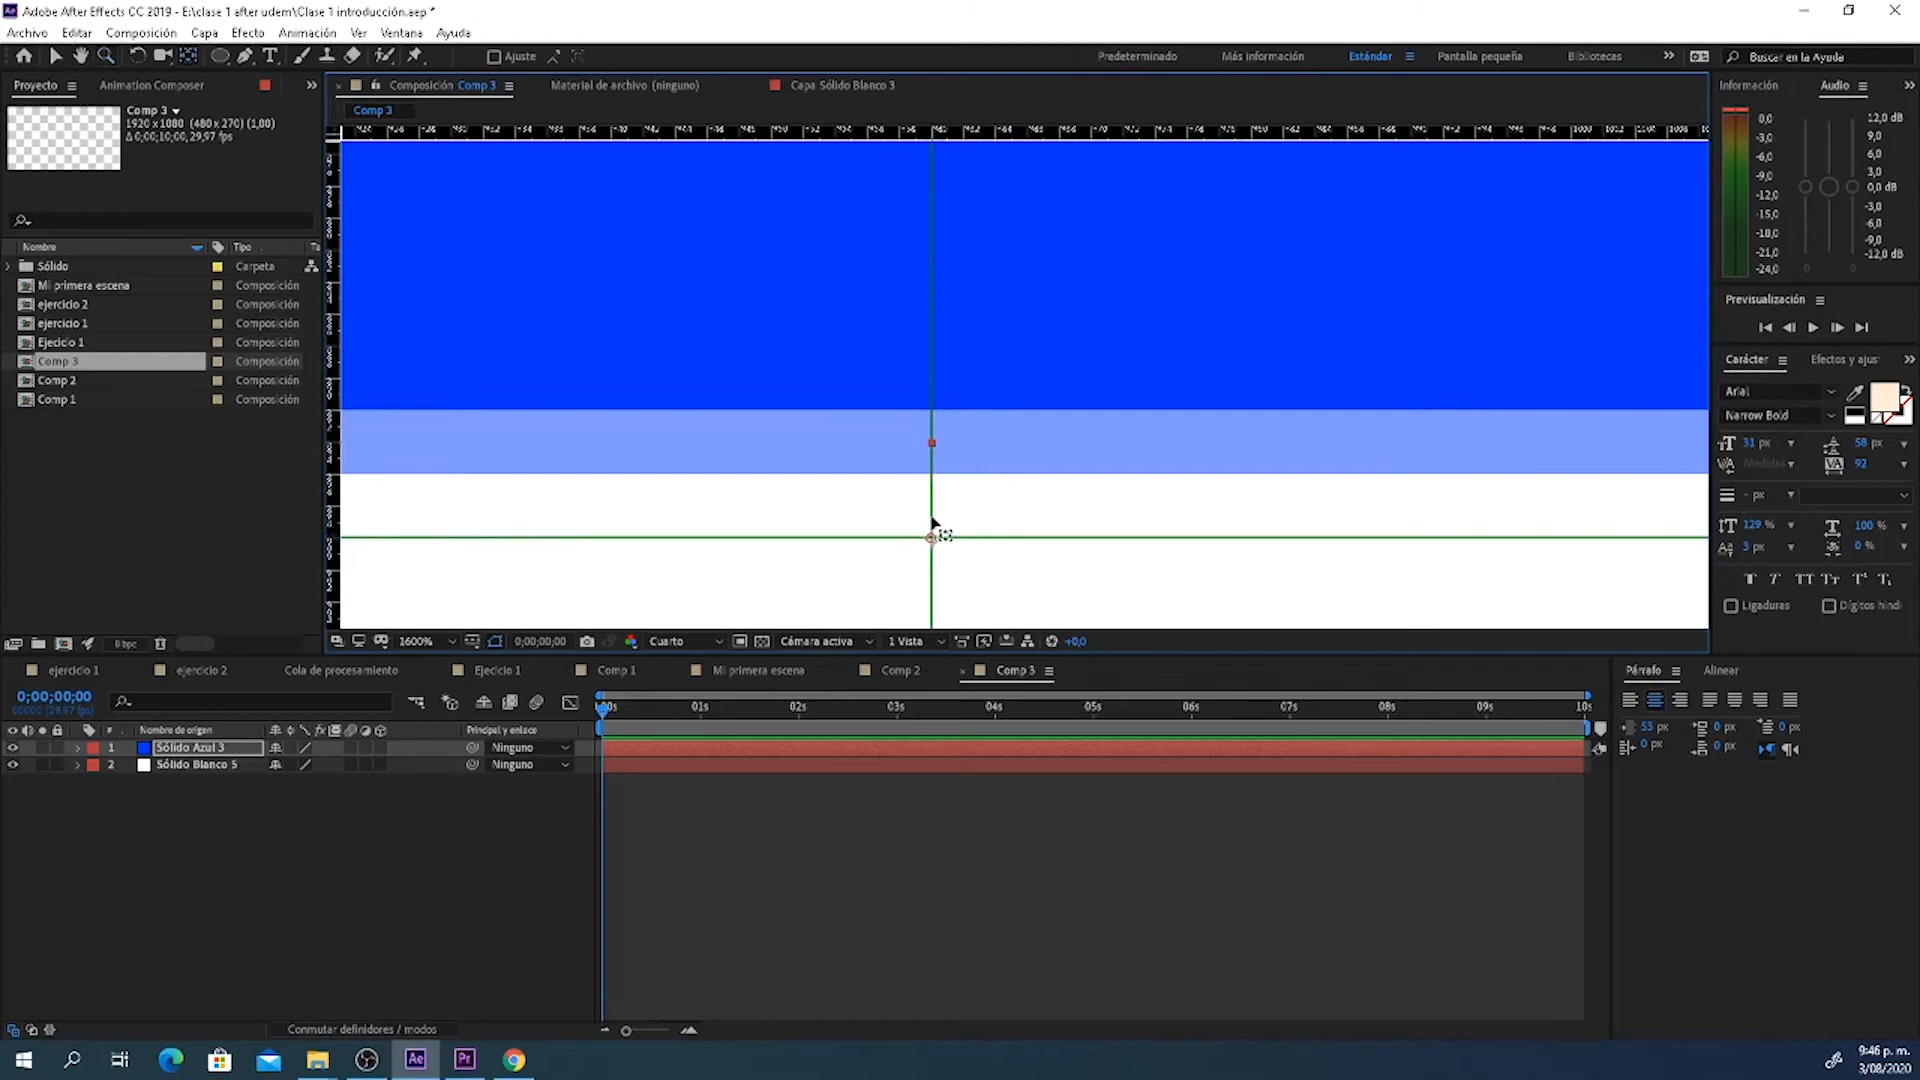 Adobe After Effects CC 2019 - E:\clase 1 after udem\Clase 1 introducción.aep *
Archivo Editar Composición Capa Efecto Animación Ver Ventana Ayuda
Ajuste Predeterminado Más información Estándar Pantalla pequeña Bibliotecas Buscar en la Ayuda
Proyecto Animation Composer
Composición Comp 3 Material de archivo (ninguno) Capa Sólido Blanco 3
Información Audio
Comp 3
1920 x 1080 (480 x 270) (1,00)
Δ 0;00;10;00, 29,97 fps
Comp 3
Nombre Tipo
Sólido Carpeta
Mi primera escena Composición
ejercicio 2 Composición
ejercicio 1 Composición
Ejecicio 1 Composición
Comp 3 Composición
Comp 2 Composición
Comp 1 Composición
8 bpc
1600% 0;00;00;00 Cuarto Cámara activa 1 Vista +0,0
0,0
-3,0
-6,0
-9,0
-12,0
-15,0
-18,0
-21,0
-24,0
12,0 dB
9,0
6,0
3,0
0,0 dB
-3,0
-6,0
-9,0
-12,0 dB
0 0
Previsualización
Carácter Efectos y ajus
Arial
Narrow Bold
31 px 58 px
Medidas 92
- px
129 % 100 %
3 px 0 %
Ligaduras Dígitos hindi
ejercicio 1 ejercicio 2 Cola de procesamiento Ejecicio 1 Comp 1 Mi primera escena Comp 2 Comp 3
0;00;00;00
00000 (29.97 fps)
:00s 01s 02s 03s 04s 05s 06s 07s 08s 09s 10s
# Nombre de origen Principal y enlace
1 Sólido Azul 3 Ninguno
2 Sólido Blanco 5 Ninguno
Conmutar definidores / modos
Párrafo Alinear
53 px 0 px 0 px
0 px 0 px
Ae Pr
9:46 p. m.
3/08/2020